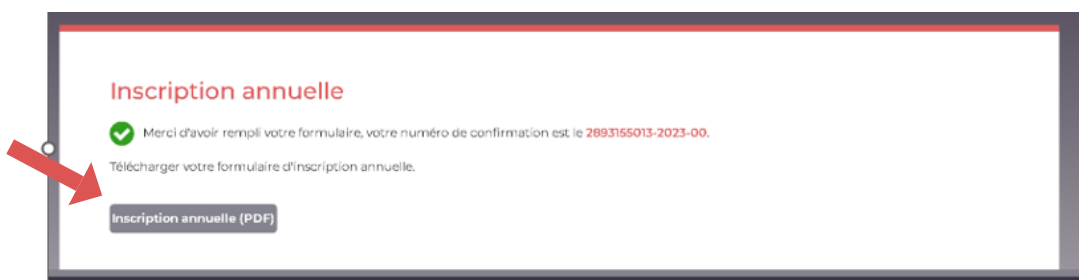 Inscription annuelle
Merci d'avoir rempli votre formulaire, votre numéro de confirmation est le 2893155013-2023-00.
Télécharger votre formulaire d'inscription annuelle.
Inscription annuelle (PDF)